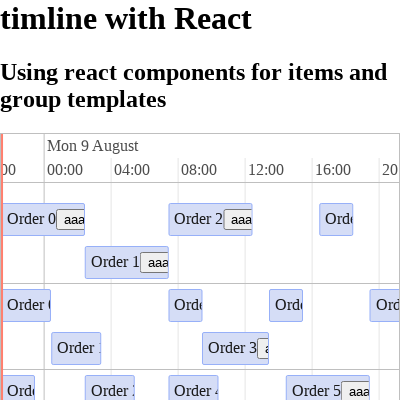 timline with React
Using react components for items and
group templates
Mon 9 August
00 00:00 04:00 08:00 12:00 16:00 20
Order 0 aaa Order 2 aaa Orde
Order 1 aaa
Order Orde Orde Ord
Order Order 3 a
Orde Order Order 4 Order 5 aaa